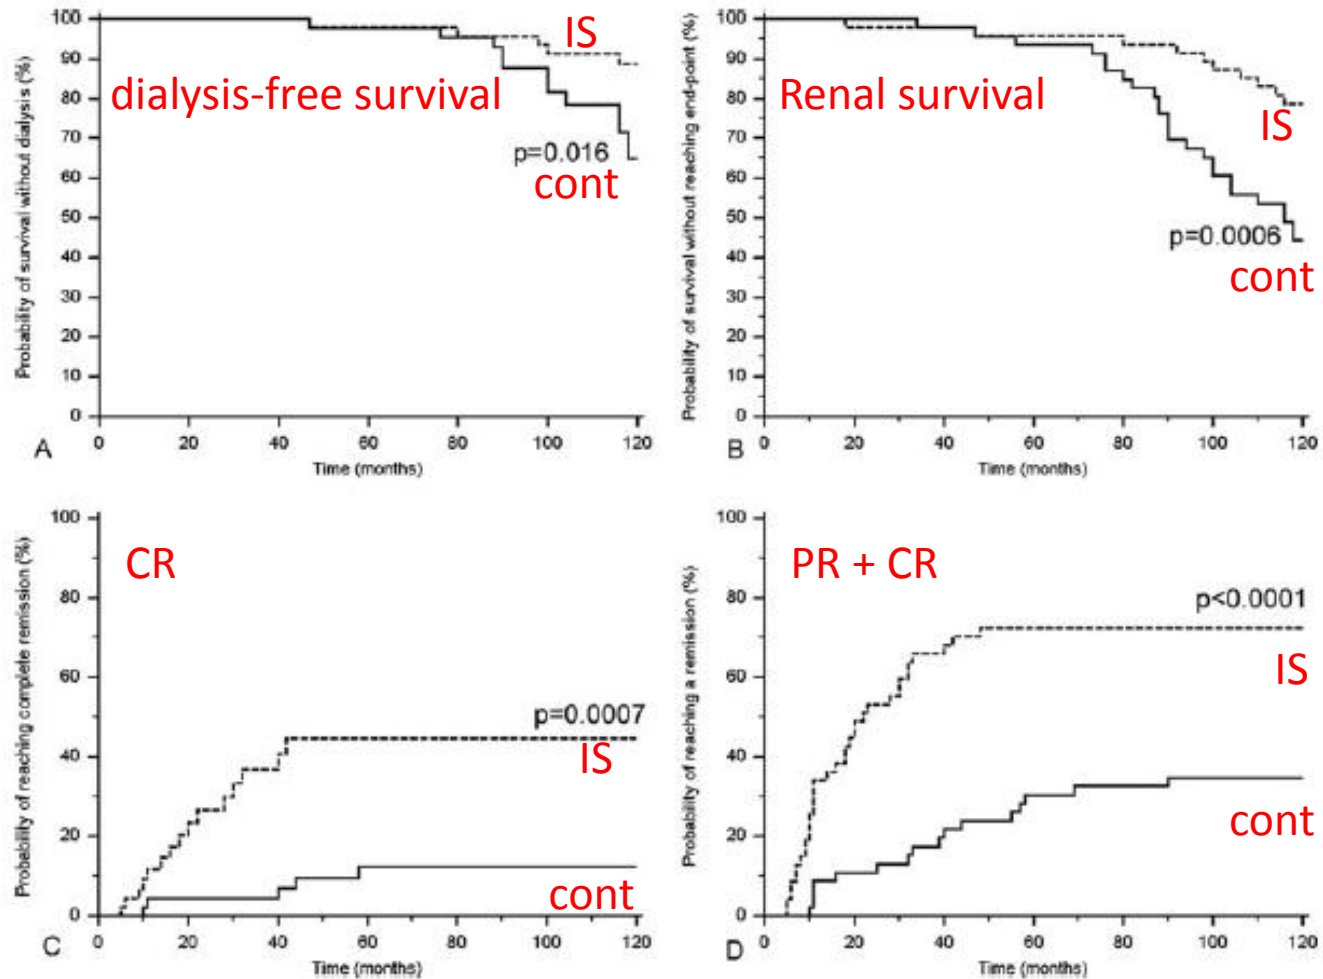 Probability of survival without dialysis (%)
100
90
80
70
60
50
40
30
20
10
0
IS
dialysis-free survival
p=0.016
cont
0 20 40 60 80 100 120
A
Time (months)
Probability of survival without reaching end-point (%)
100
90
80
70
60
50
40
30
20
10
0
Renal survival
IS
p=0.0006
cont
0 20 40 60 80 100 120
B
Time (months)
Probability of reaching complete remission (%)
100
80
60
40
20
0
CR
p=0.0007
IS
cont
0 20 40 60 80 100 120
C
Time (months)
Probability of reaching a remission (%)
100
80
60
40
20
0
PR + CR
p<0.0001
IS
cont
0 20 40 60 80 100 120
D
Time (months)